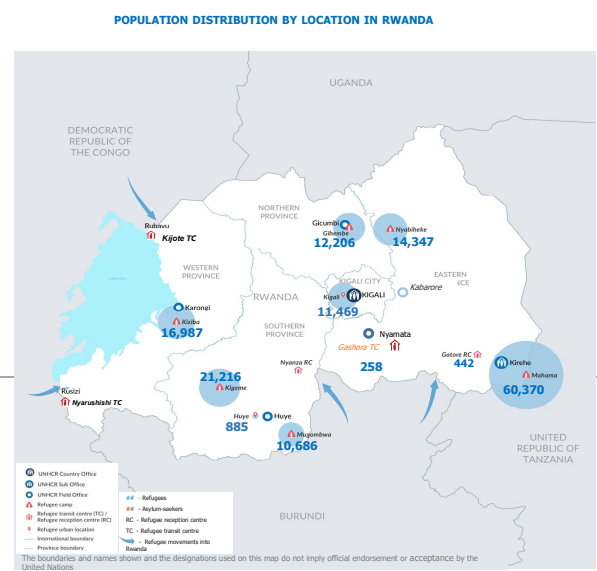 POPULATION DISTRIBUTION BY LOCATION IN RWANDA
UGANDA
DEMOCRATIC
REPUBLIC OF
THE CONGO
NORTHERN
PROVINCE
Rubavu
Kijote TC
Gicumbi
Gihembe
12,206
Nyabiheke
14,347
WESTERN
PROVINCE
KIGALI CITY
EASTERN
NCE
Kigali
KIGALI
Kabarore
11,469
RWANDA
Karongi
Kiziba
16,987
SOUTHERN
PROVINCE
Nyamata
Gashora TC
258
Nyanza RC
Gatore RC
442
Kirehe
Mahama
60,370
21,216
Kigeme
Rusizi
Nyarushishi TC
Huye
Huye
885
Mugombwa
10,686
UNITED
REPUBLIC OF
TANZANIA
BURUNDI
UNHCR Country Office
UNHCR Sub Office
UNHCR Field Office
Refugee camp
Refugee transit centre (TC) /
Refugee reception centre (RC)
Refugee urban location
International boundary
Province boundary
## - Refugees
## - Asylum-seekers
RC - Refugee reception centre
TC - Refugee transit centre
- Refugee movements into
Rwanda
The boundaries and names shown and the designations used on this map do not imply official endorsement or acceptance by the
United Nations